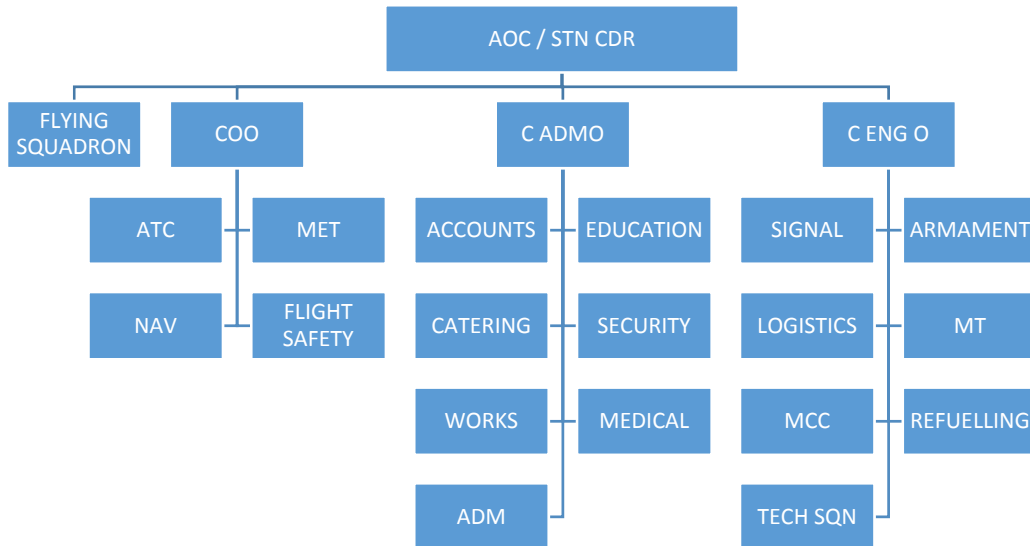 AOC / STN CDR
FLYING
SQUADRON
COO
C ADMO
C ENG O
ATC
MET
ACCOUNTS
EDUCATION
SIGNAL
ARMAMENT
NAV
FLIGHT
SAFETY
CATERING
SECURITY
LOGISTICS
MT
WORKS
MEDICAL
MCC
REFUELLING
ADM
TECH SQN